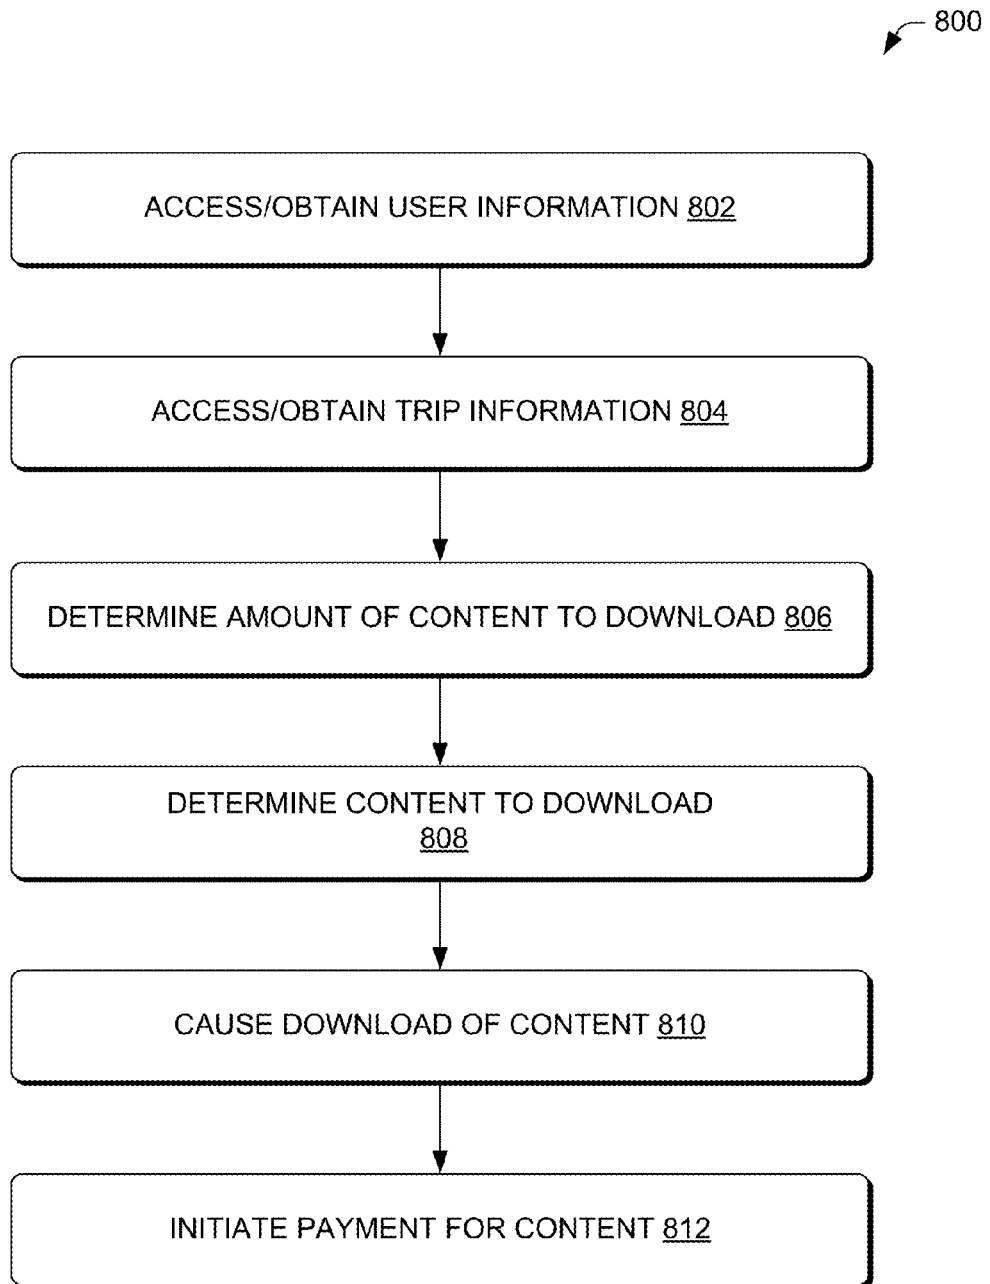 800
ACCESS/OBTAIN USER INFORMATION 802
ACCESS/OBTAIN TRIP INFORMATION 804
DETERMINE AMOUNT OF CONTENT TO DOWNLOAD 806
DETERMINE CONTENT TO DOWNLOAD
808
CAUSE DOWNLOAD OF CONTENT 810
INITIATE PAYMENT FOR CONTENT 812